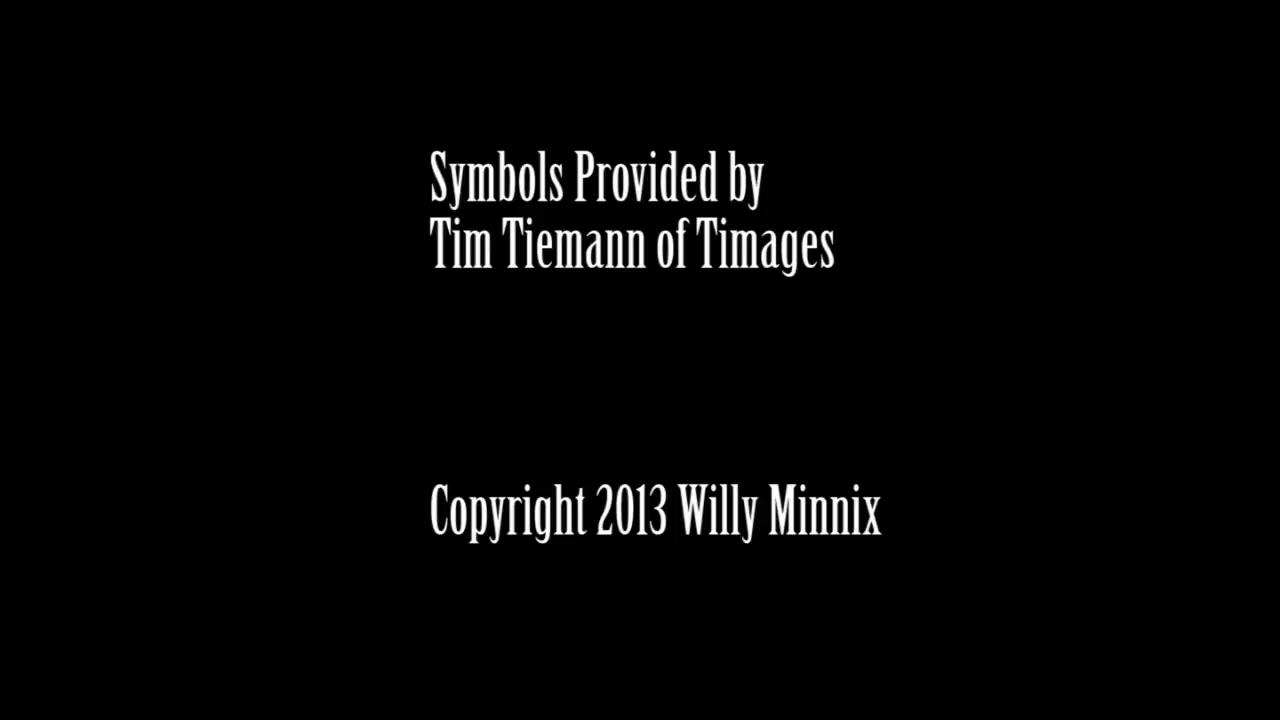 Symbols Provided by
Tim Tiemann of Timages
Copyright 2013 Willy Minnix